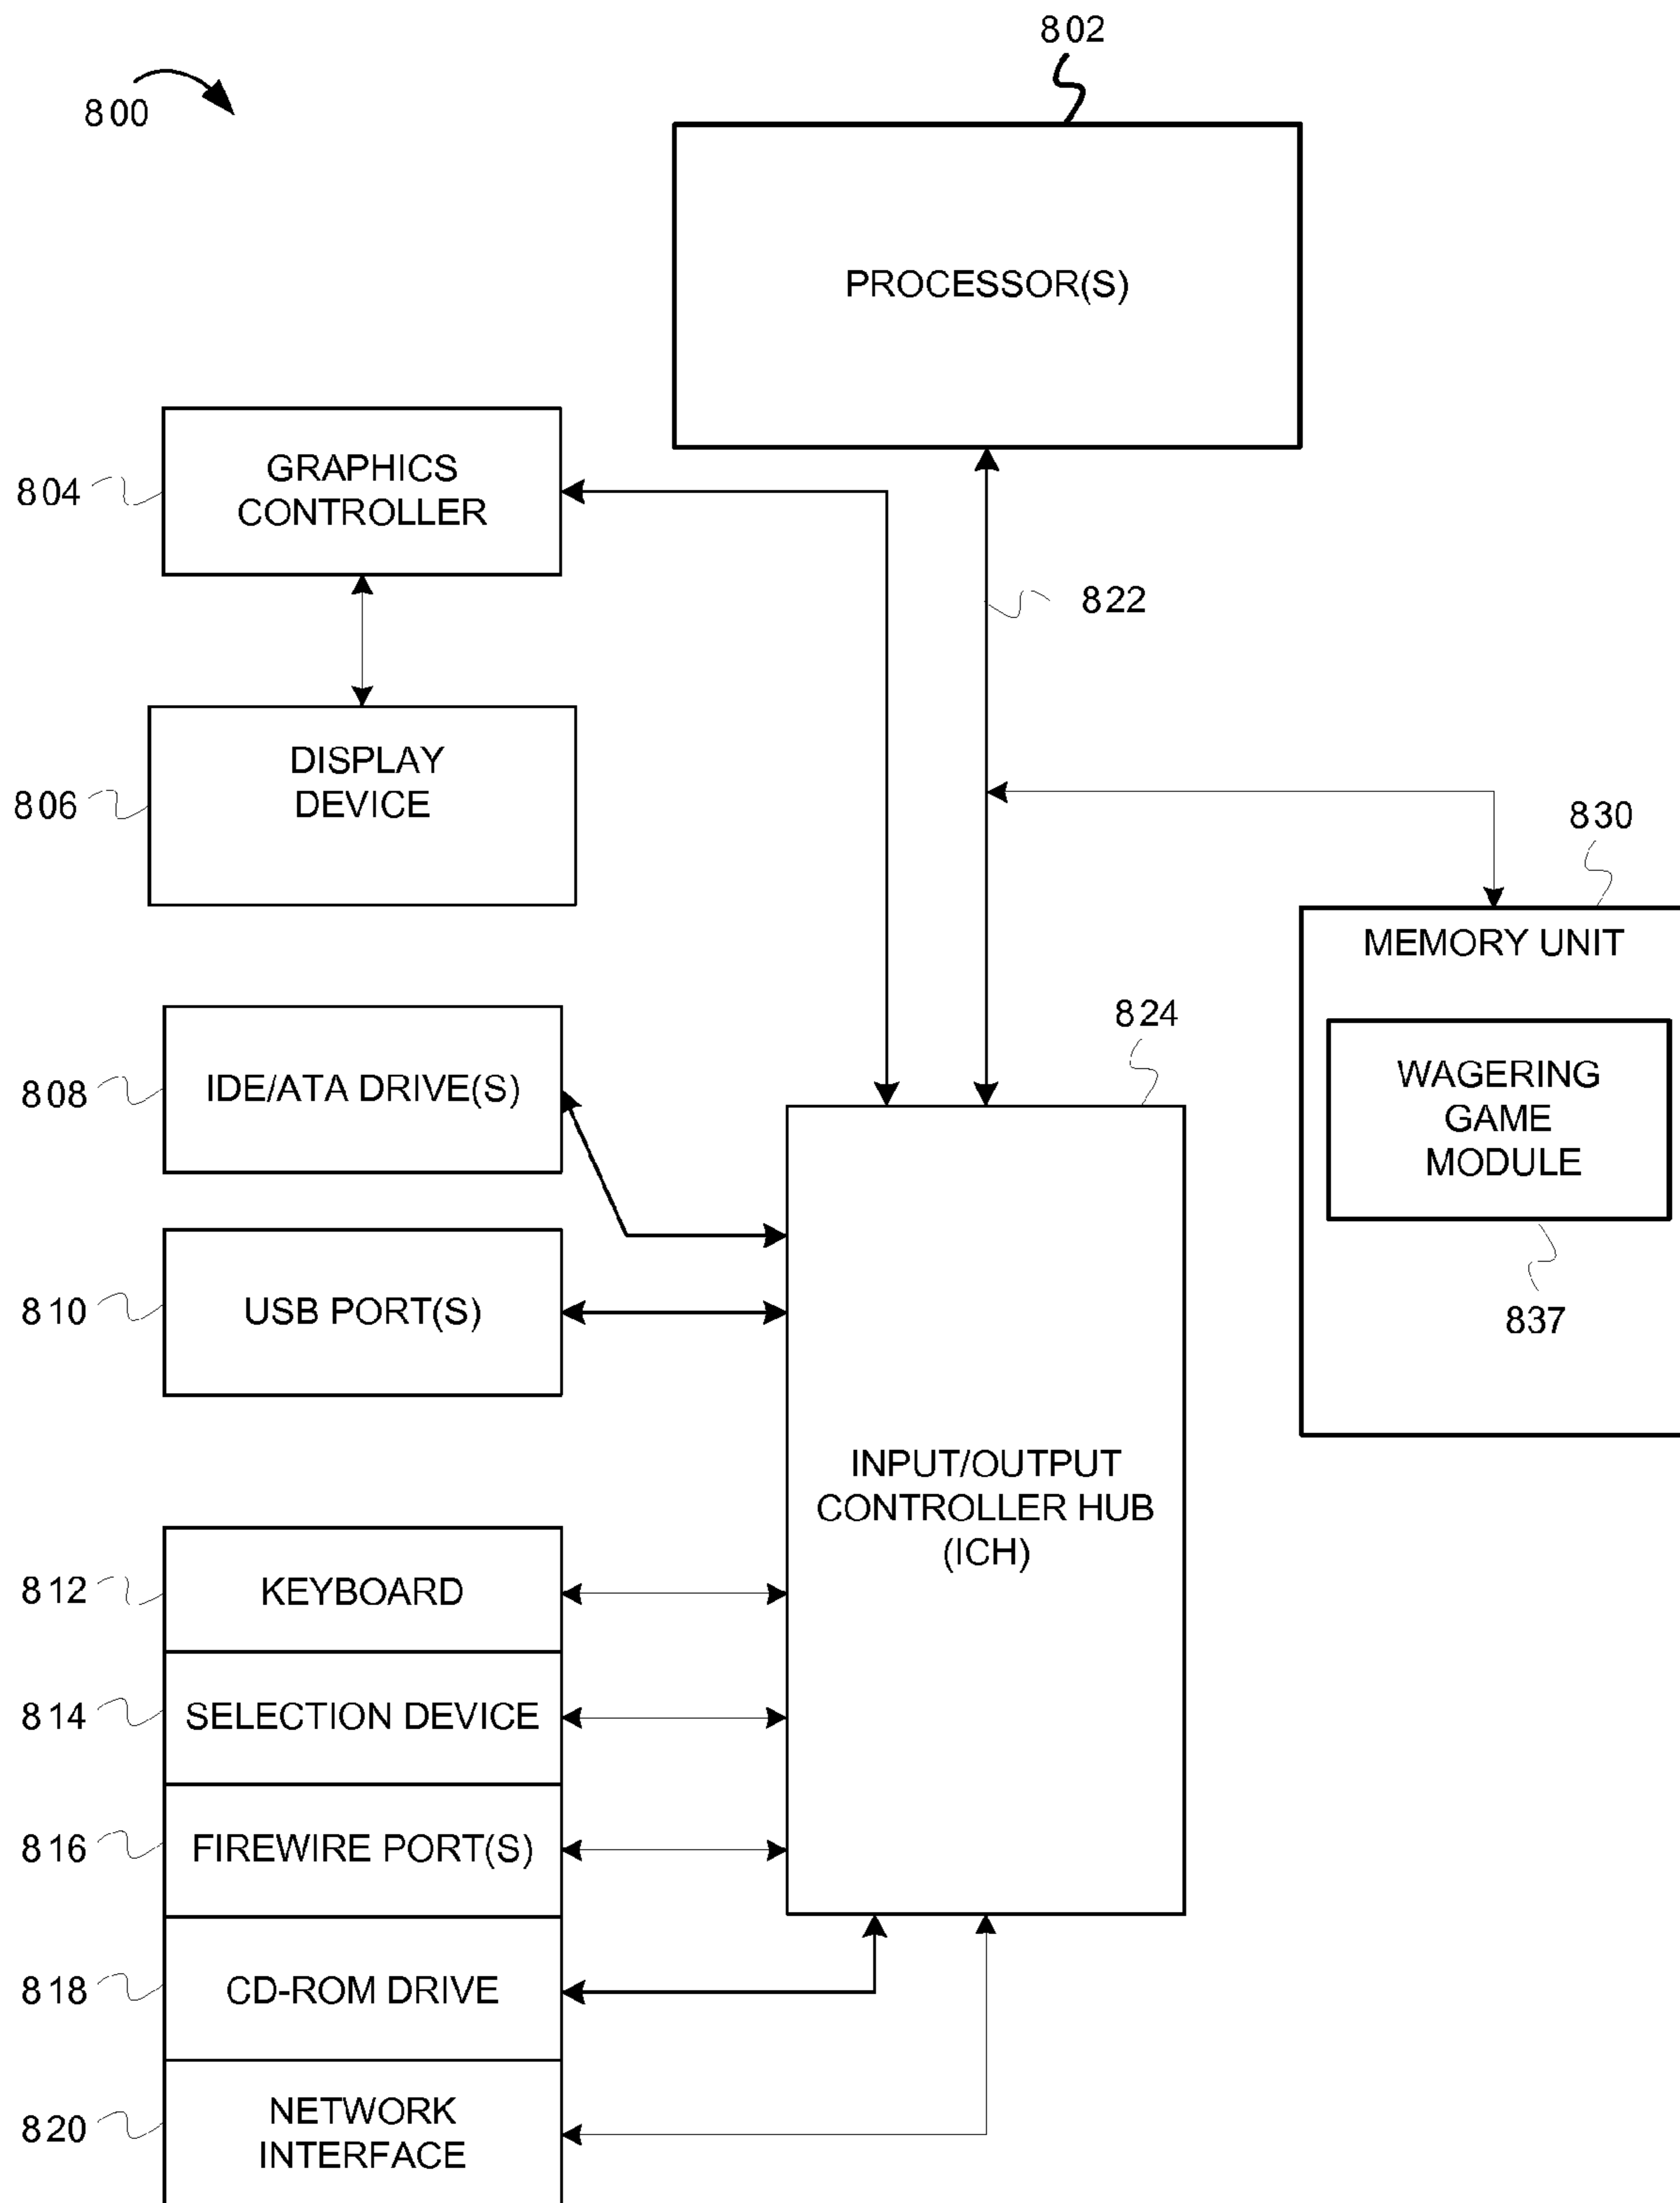 802
800
PROCESSOR(S)
804
GRAPHICS
CONTROLLER
822
806
DISPLAY
DEVICE
830
MEMORY UNIT
824
808
IDE/ATA DRIVE(S)
WAGERING
GAME
MODULE
810
USB PORT(S)
837
INPUT/OUTPUT
CONTROLLER HUB
(ICH)
812
KEYBOARD
814
SELECTION DEVICE
816
FIREWIRE PORT(S)
818
CD-ROM DRIVE
820
NETWORK
INTERFACE